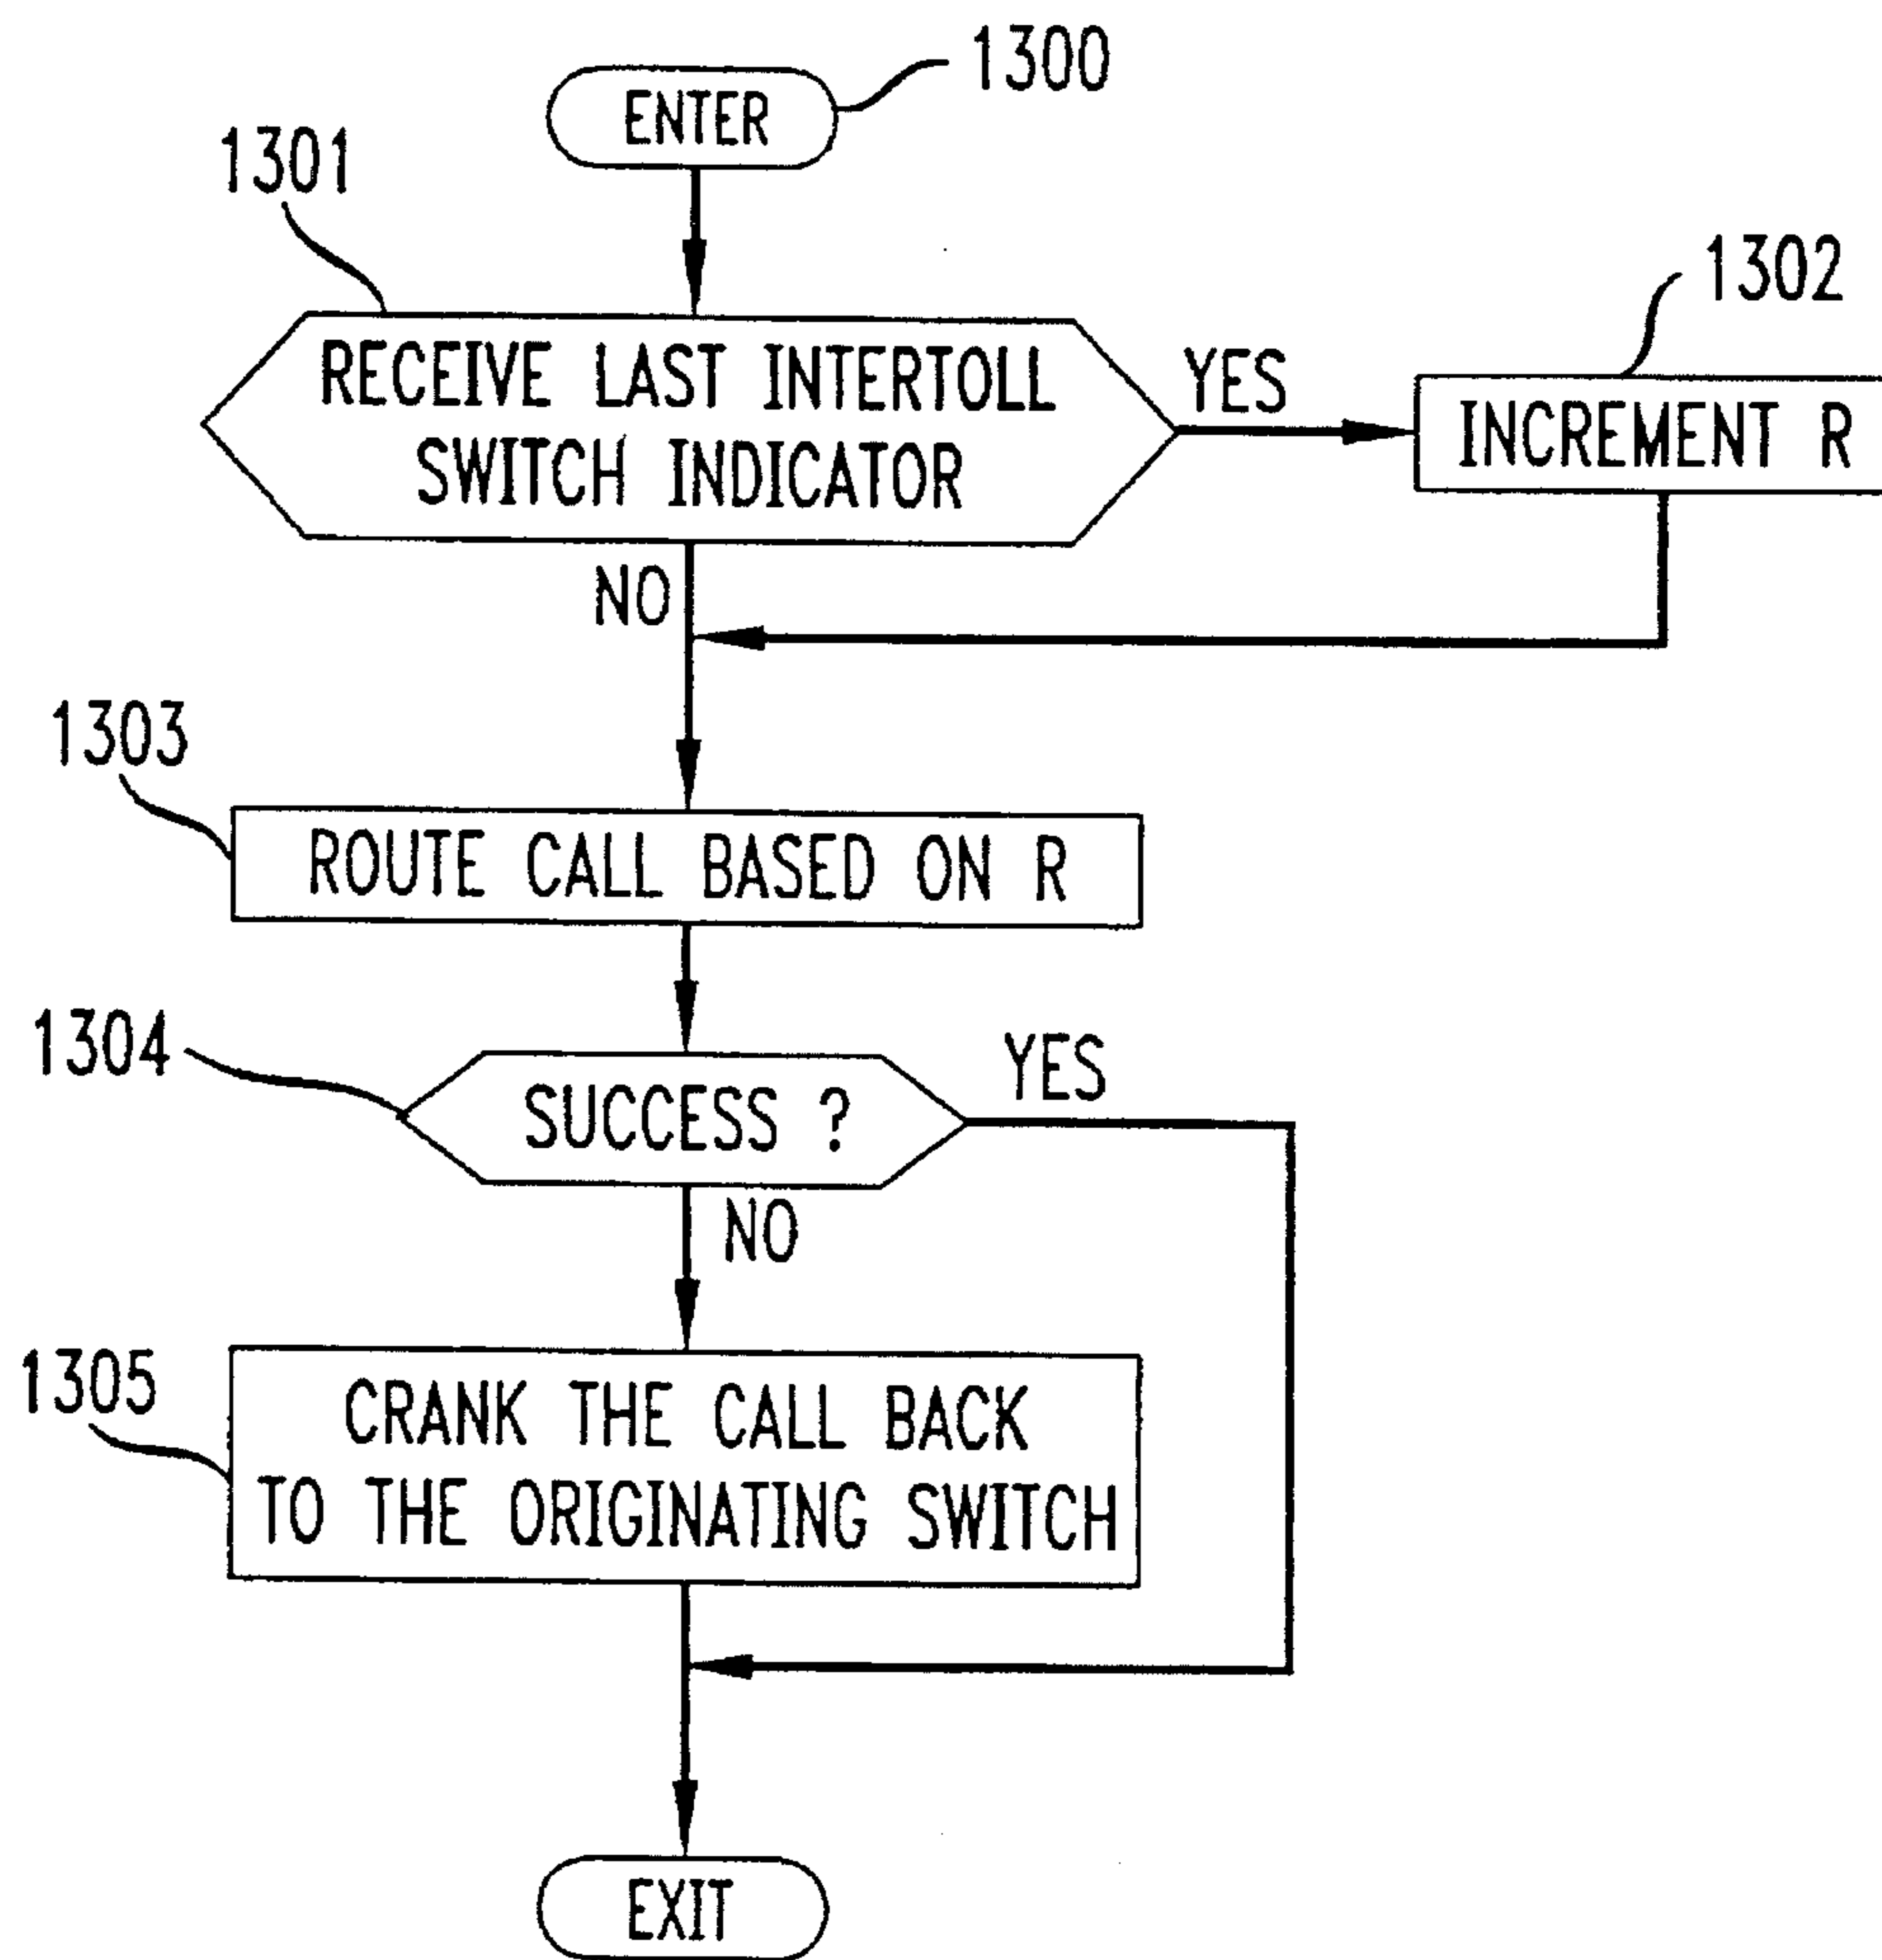 1300
ENTER
1301
1302
RECEIVE LAST INTERTOLL
SWITCH INDICATOR
YES
INCREMENT R
NO
1303
ROUTE CALL BASED ON R
1304
SUCCESS ?
YES
NO
1305
CRANK THE CALL BACK
TO THE ORIGINATING SWITCH
EXIT